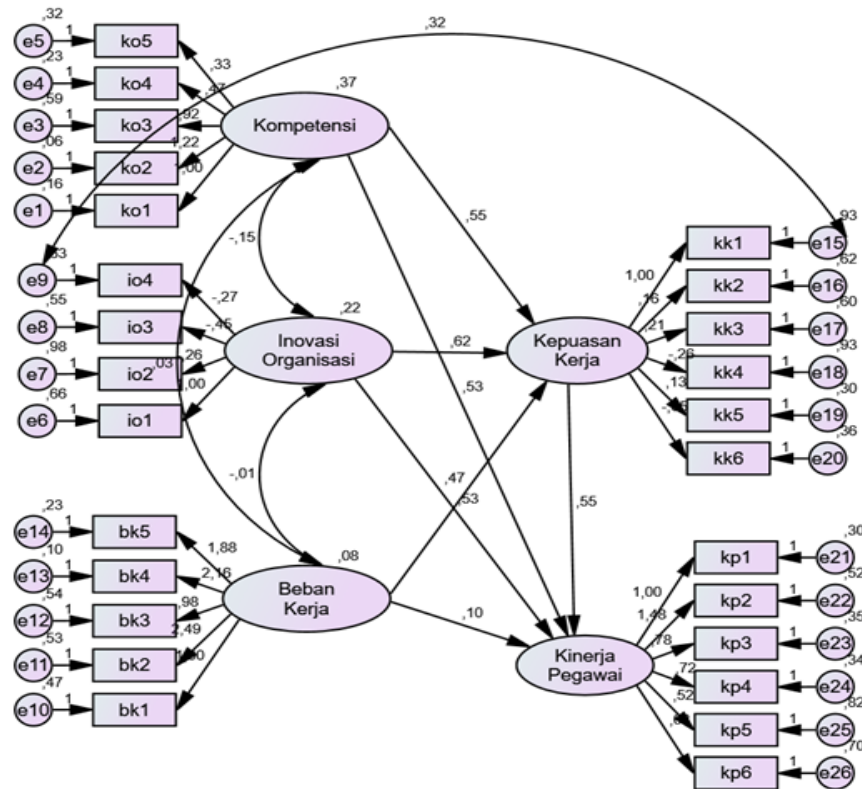 ,32
e5
1
ko5
,23
e4
1
ko4
,59
e3
1
ko3
,06
e2
1
ko2
,16
e1
1
ko1
,33
,47
,92
1,22
,37
Kompetensi
,32
-,15
,55
e9
1
io4
,55
e8
1
io3
,98
e7
1
io2
,66
e6
1
io1
-,27
-,45
,03
,26
,22
Inovasi
Organisasi
,62
,53
-,01
,23
e14
1
bk5
,10
e13
1
bk4
,54
e12
1
bk3
,53
e11
1
bk2
,47
e10
1
bk1
1,88
2,16
,98
2,49
,08
Beban
Kerja
,47
,53
,10
Kepuasan
Kerja
,55
1,00
,16
,21
-,26
,13
kk1
1
e15
,93
kk2
1
e16
,62
kk3
1
e17
,60
kk4
1
e18
,93
kk5
1
e19
,30
kk6
1
e20
,36
Kinerja
Pegawai
1,00
1,48
,78
,72
,52
kp1
1
e21
,30
kp2
1
e22
,52
kp3
1
e23
,35
kp4
1
e24
,34
kp5
1
e25
,82
kp6
1
e26
,70